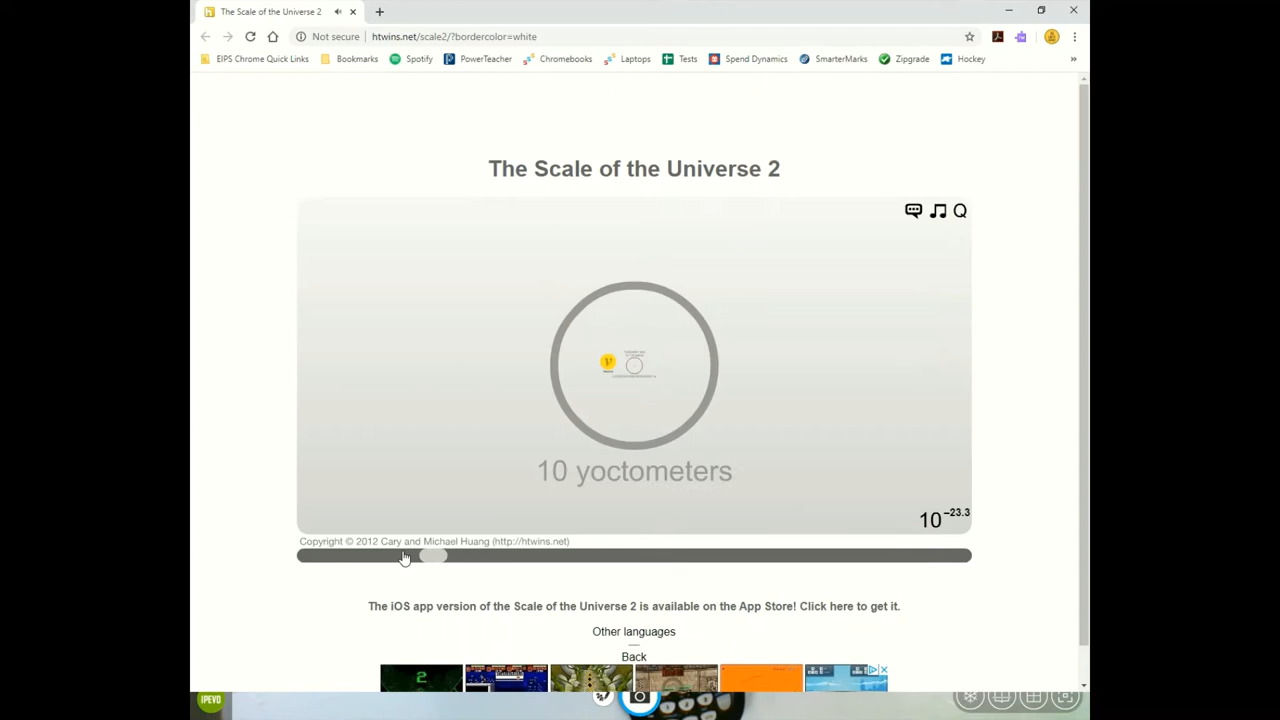 The Scale of the Universe 2
Not secure htwins.net/scale2/?bordercolor=white
EIPS Chrome Quick Links Bookmarks Spotify PowerTeacher Chromebooks Laptops Tests Spend Dynamics SmarterMarks Zipgrade Hockey »
The Scale of the Universe 2
Q
10 yoctometers
10^-23.3
Copyright © 2012 Cary and Michael Huang (http://htwins.net)
The iOS app version of the Scale of the Universe 2 is available on the App Store! Click here to get it.
Other languages
Back
2
IPEVO